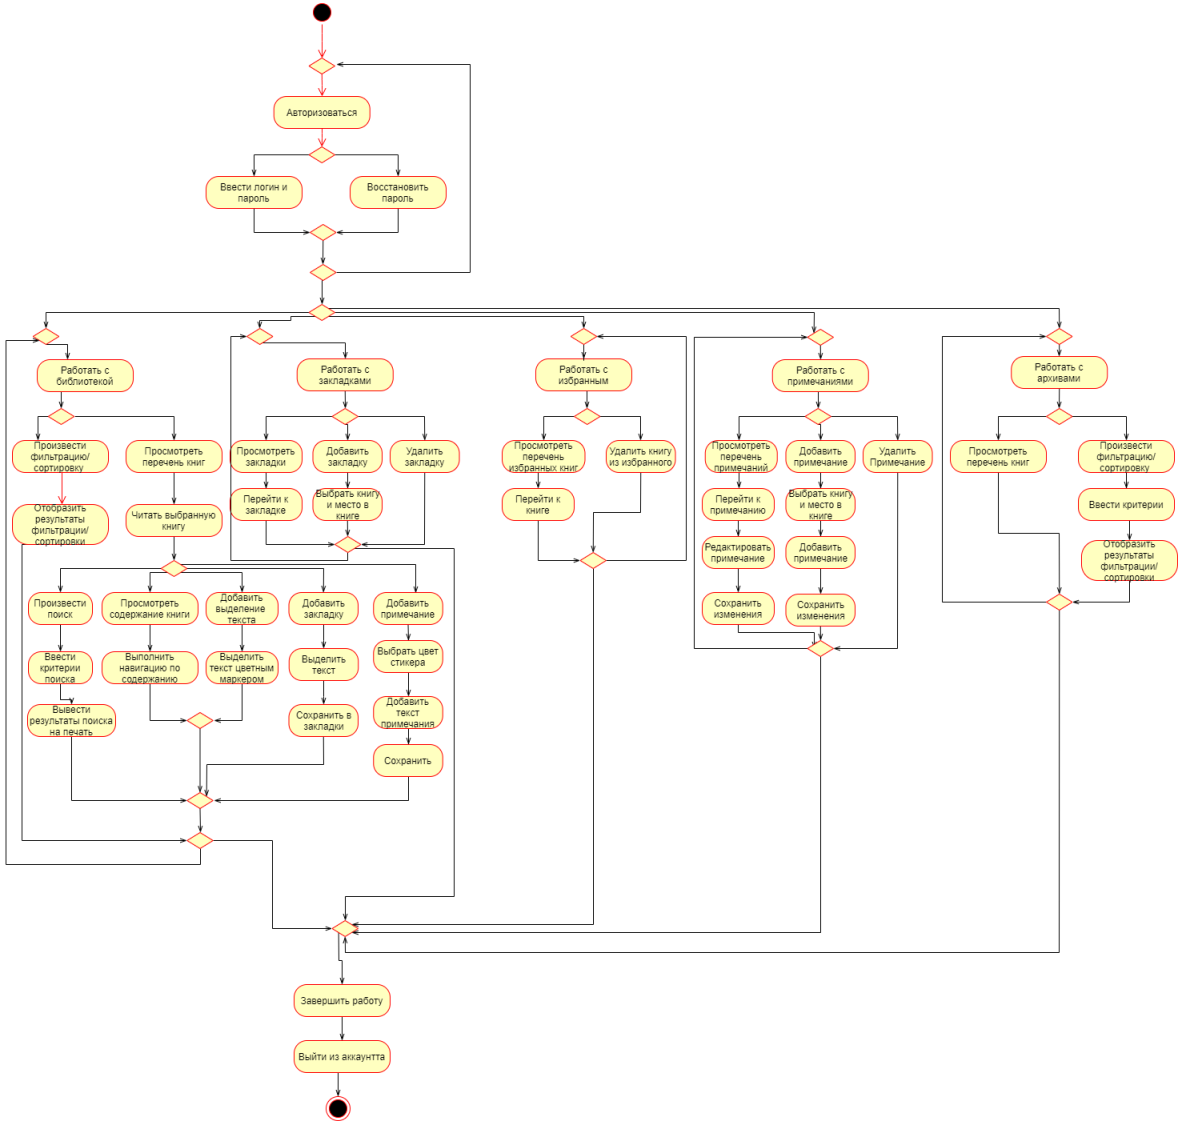 Авторизоваться
Ввести логин и
пароль
Восстановить
пароль
Работать с
библиотекой
Работать с
закладками
Работать с
избранным
Работать с
примечаниями
Работать с
архивами
Произвести
фильтрацию/
сортировку
Просмотреть
перечень книг
Просмотреть
закладки
Добавить
закладку
Удалить
закладку
Просмотреть
перечень
избранных книг
Удалить книгу
из избранного
Просмотреть
перечень
примечаний
Добавить
примечание
Удалить
Примечание
Просмотреть
перечень книг
Произвести
фильтрацию/
сортировку
Отобразить
результаты
фильтрации/
сортировки
Читать выбранную
книгу
Перейти к
закладке
Выбрать книгу
и место в
книге
Перейти к
книге
Перейти к
примечанию
Выбрать книгу
и место в
книге
Ввести критерии
Редактировать
примечание
Добавить
примечание
Отобразить
результаты
фильтрации/
сортировки
Произвести
поиск
Просмотреть
содержание книги
Добавить
выделение
текста
Добавить
закладку
Добавить
примечание
Сохранить
изменения
Сохранить
изменения
Ввести
критерии
поиска
Выполнить
навигацию по
содержанию
Выделить
текст цветным
маркером
Выделить
текст
Выбрать цвет
стикера
Вывести
результаты поиска
на печать
Сохранить в
закладки
Добавить
текст
примечания
Сохранить
Завершить работу
Выйти из аккаунтта